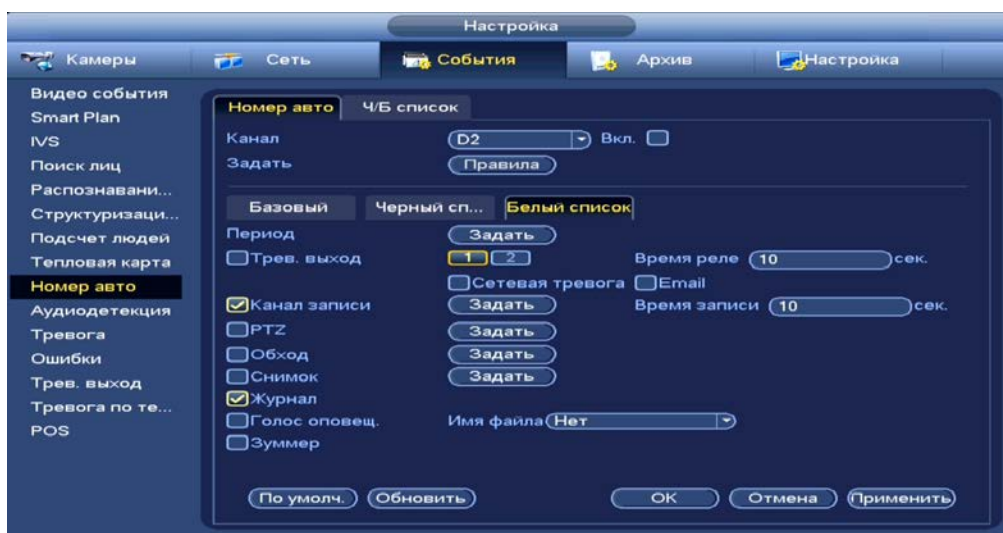 Настройка
Камеры Сеть События Архив Настройка
Видео события
Smart Plan
IVS
Поиск лиц
Распознавани...
Структуризаци...
Подсчет людей
Тепловая карта
Номер авто
Аудиодетекция
Тревога
Ошибки
Трев. выход
Тревога по те...
POS
Номер авто Ч/Б список
Канал D2 Вкл.
Задать Правила
Базовый Черный сп... Белый список
Период Задать
Трев. выход 1 2 Время реле 10 сек.
Сетевая тревога Email
Канал записи Задать Время записи 10 сек.
PTZ Задать
Обход Задать
Снимок Задать
Журнал
Голос оповещ. Имя файла Нет
Зуммер
По умолч. Обновить OK Отмена Применить